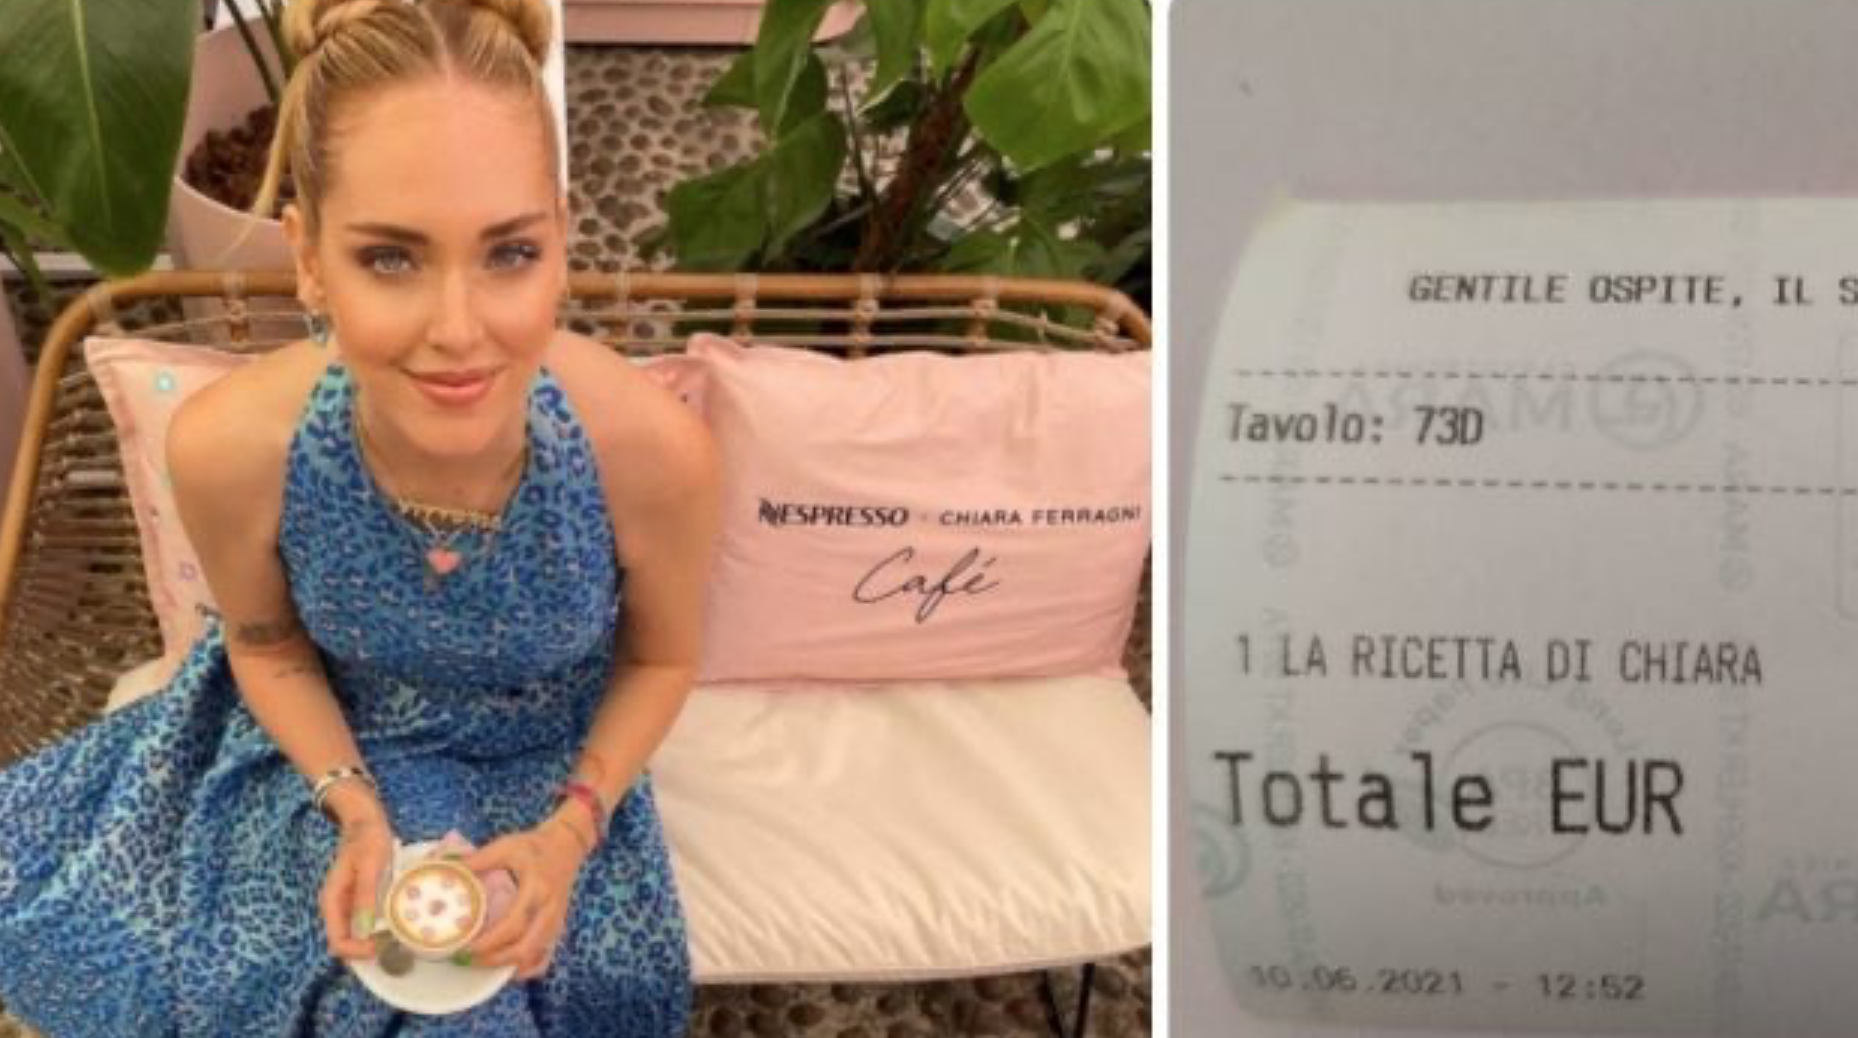 NESPRESSO CHIARA FERRAGNI
Café
GENTILE OSPITE, IL S
Tavolo: 73D
1 LA RICETTA DI CHIARA
Totale EUR
Approved
10.06.2021 - 12:52